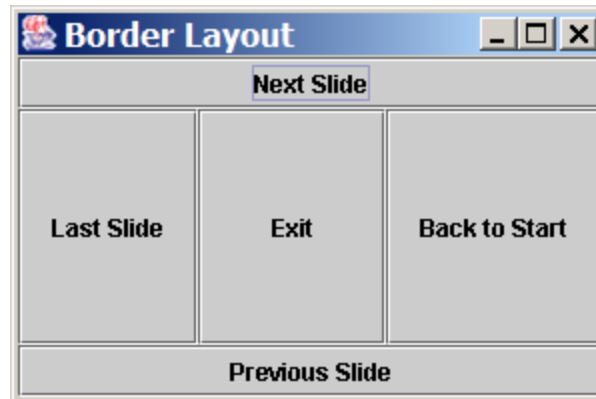 Border Layout
Next Slide
Last Slide
Exit
Back to Start
Previous Slide